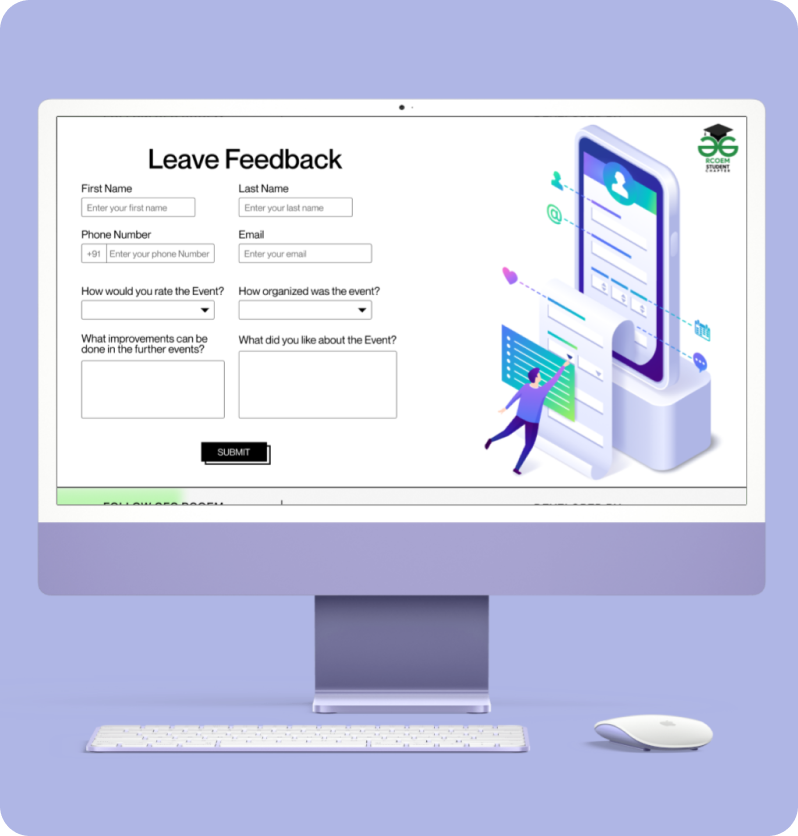 Leave Feedback
RCOEM
STUDENT
CHAPTER
First Name
Last Name
Enter your first name
Enter your last name
Phone Number
Email
+91
Enter your phone Number
Enter your email
How would you rate the Event?
How organized was the event?
What improvements can be
done in the further events?
What did you like about the Event?
SUBMIT